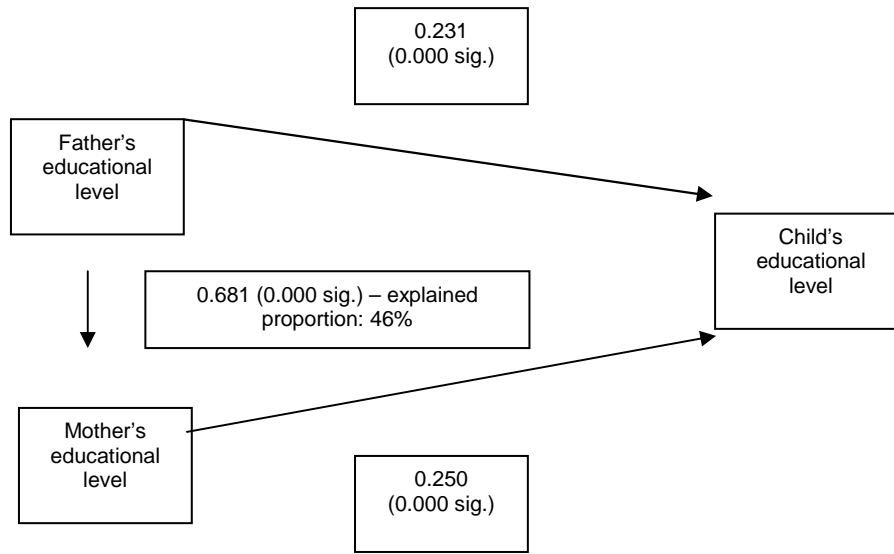 0.231
(0.000 sig.)
Father’s
educational
level
Child’s
educational
level
0.681 (0.000 sig.) – explained
proportion: 46%
Mother’s
educational
level
0.250
(0.000 sig.)